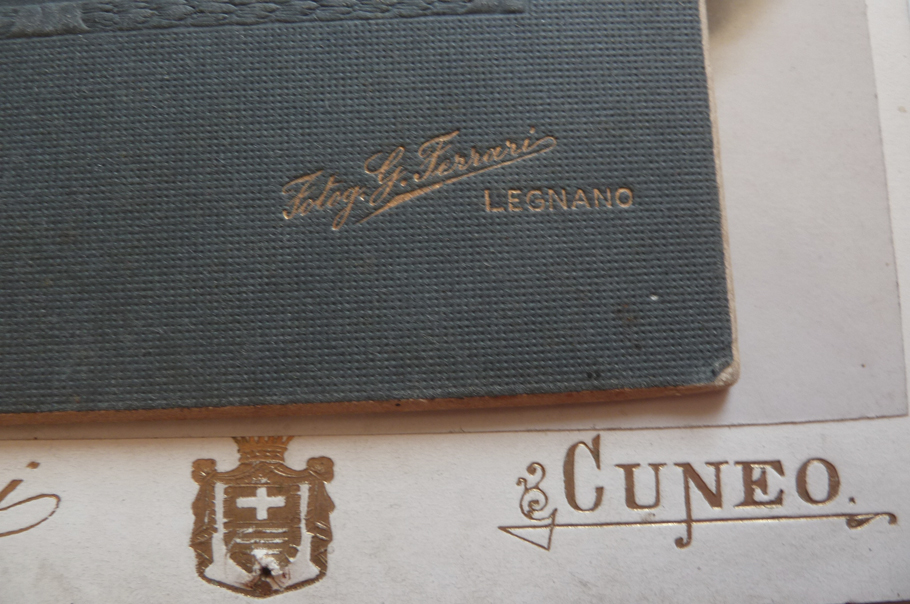 Fotog. G. Ferrari
LEGNANO
CUNEO.